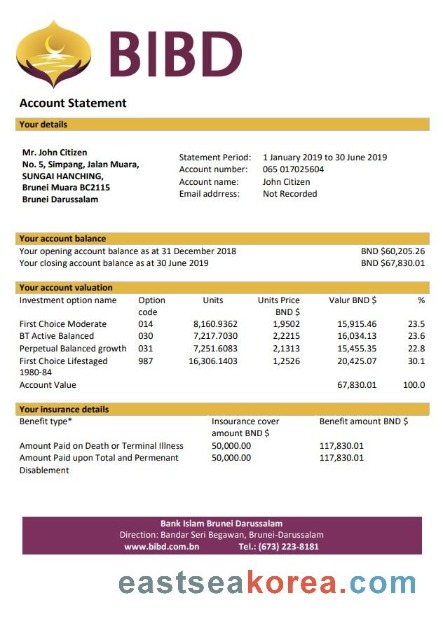 BIBD
Account Statement
Your details
Mr. John Citizen
No. 5, Simpang, Jalan Muara,
SUNGAI HANCHING,
Brunei Muara BC2115
Brunei Darussalam
Statement Period: 1 January 2019 to 30 June 2019
Account number: 065 017025604
Account name: John Citizen
Email address: Not Recorded
Your account balance
Your opening account balance as at 31 December 2018 BND $60,205.26
Your closing account balance as at 30 June 2019 BND $67,830.01
Your account valuation
Investment option name Option code Units Units Price BND $ Valur BND $ %
First Choice Moderate 014 8,160.9362 1,9502 15,915.46 23.5
BT Active Balanced 030 7,217.7030 2,2215 16,034.13 23.6
Perpetual Balanced growth 031 7,251.6083 2,1313 15,455.35 22.8
First Choice Lifestaged 1980-84 987 16,306.1403 1,2526 20,425.07 30.1
Account Value 67,830.01 100.0
Your insurance details
Benefit type* Insurance cover amount BND $ Benefit amount BND $
Amount Paid on Death or Terminal Illness 50,000.00 117,830.01
Amount Paid upon Total and Permenant Disablement 50,000.00 117,830.01
Bank Islam Brunei Darussalam
Direction: Bandar Seri Begawan, Brunei-Darussalam
www.bibd.com.bn Tel.: (673) 223-8181
eastseakorea.com